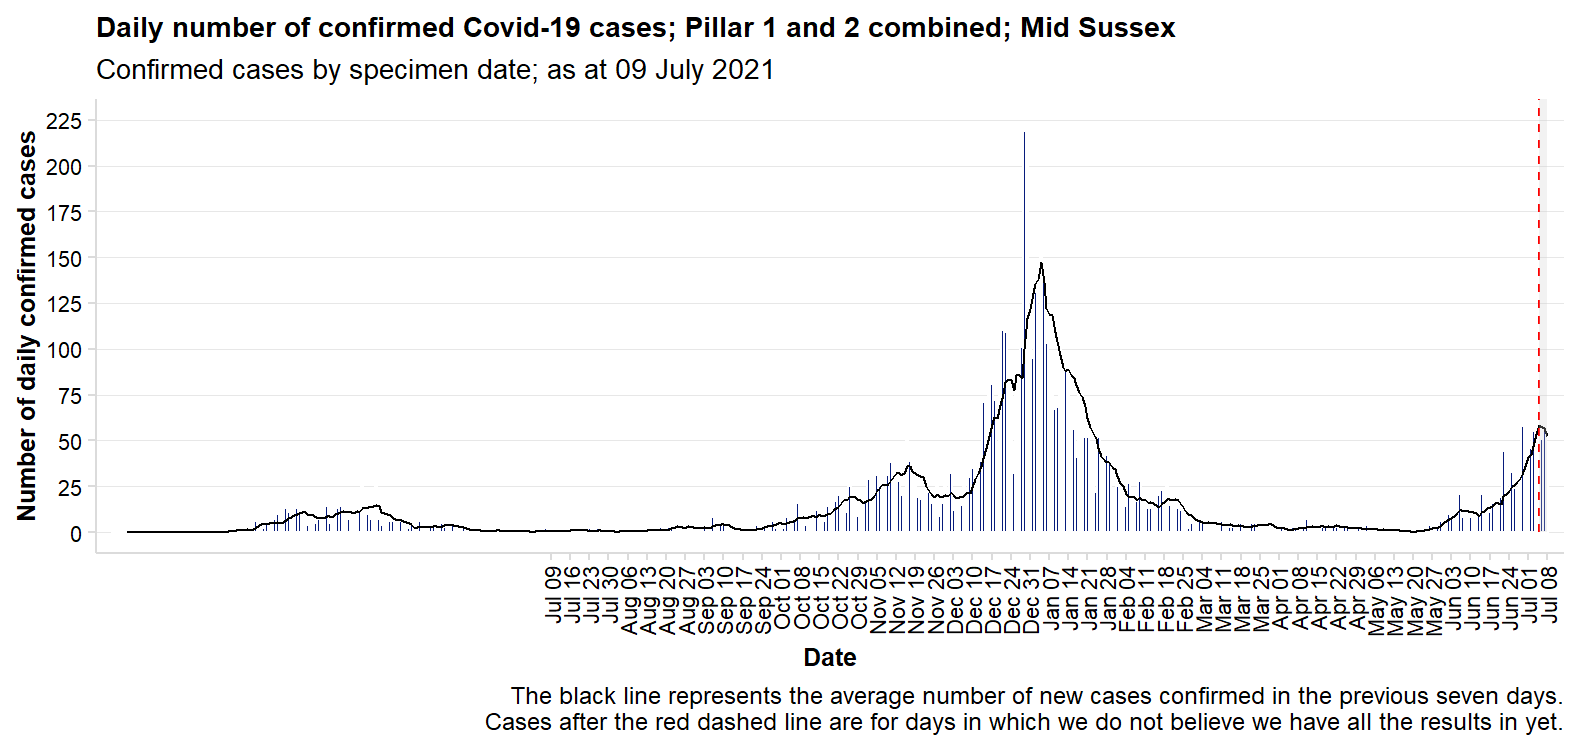 Daily number of confirmed Covid-19 cases; Pillar 1 and 2 combined; Mid Sussex
Confirmed cases by specimen date; as at 09 July 2021
Number of daily confirmed cases
225
200
175
150
125
100
75
50
25
0
Jul 09
Jul 16
Jul 23
Jul 30
Aug 06
Aug 13
Aug 20
Aug 27
Sep 03
Sep 10
Sep 17
Sep 24
Oct 01
Oct 08
Oct 15
Oct 22
Oct 29
Nov 05
Nov 12
Nov 19
Nov 26
Dec 03
Dec 10
Dec 17
Dec 24
Dec 31
Jan 07
Jan 14
Jan 21
Jan 28
Feb 04
Feb 11
Feb 18
Feb 25
Mar 04
Mar 11
Mar 18
Mar 25
Apr 01
Apr 08
Apr 15
Apr 22
Apr 29
May 06
May 13
May 20
May 27
Jun 03
Jun 10
Jun 17
Jun 24
Jul 01
Jul 08
Date
The black line represents the average number of new cases confirmed in the previous seven days.
Cases after the red dashed line are for days in which we do not believe we have all the results in yet.